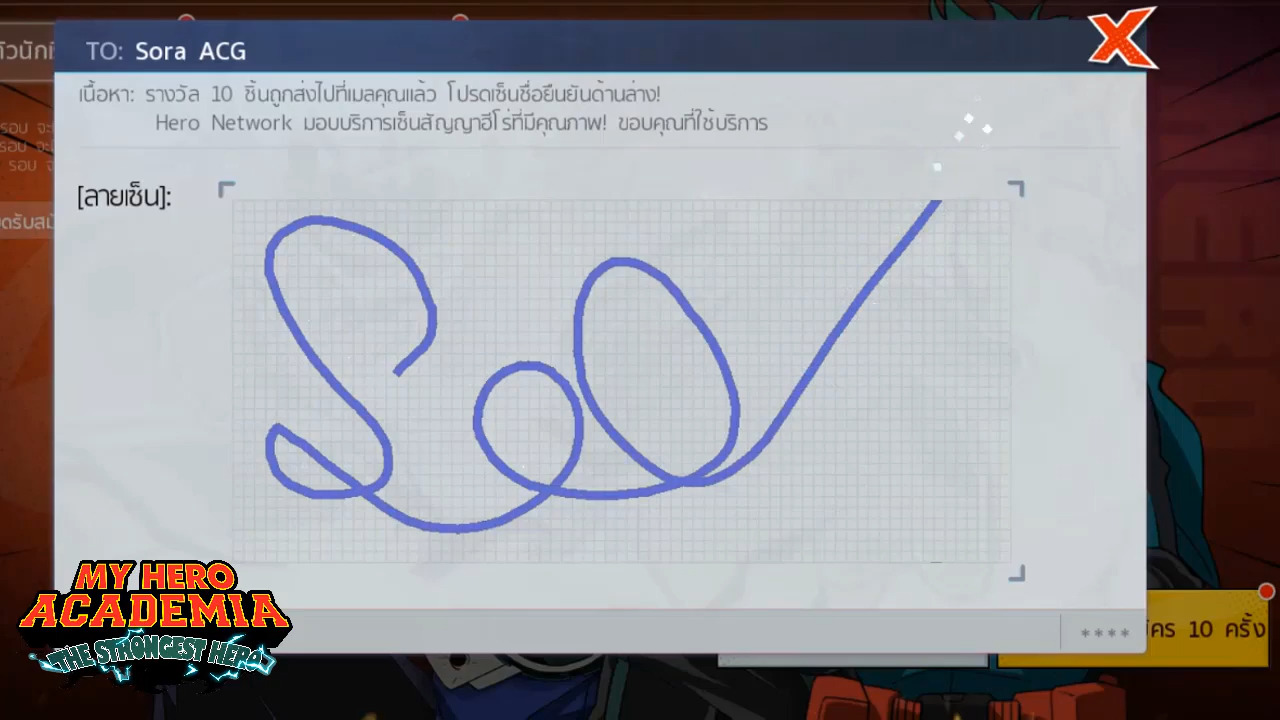 TO: Sora ACG
เนื้อหา: รางวัล 10 ชิ้นถูกส่งไปที่เมลคุณแล้ว โปรดเซ็นชื่อยืนยันด้านล่าง!
Hero Network มอบบริการเซ็นสัญญาฮีโร่ที่มีคุณภาพ! ขอบคุณที่ใช้บริการ
[ลายเซ็น]:
MY HERO
ACADEMIA
THE STRONGEST HERO
**** 10 ครั้ง